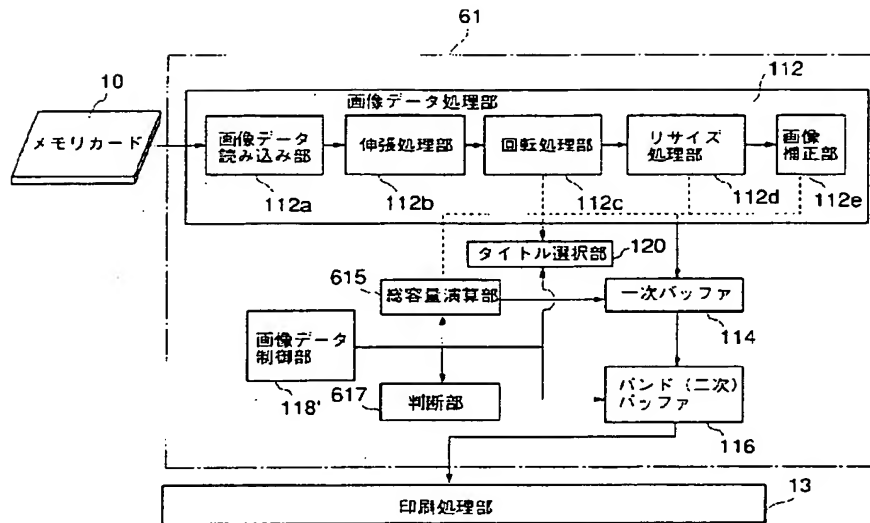 61
10
112
画像データ処理部
メモリカード
画像データ
読み込み部
伸張処理部
回転処理部
リサイズ
処理部
画像
補正部
112a
112b
112c
112d
112e
タイトル選択部
120
615
総容量演算部
一次バッファ
114
画像データ
制御部
118'
617
判断部
バンド(二次)
バッファ
116
印刷処理部
13